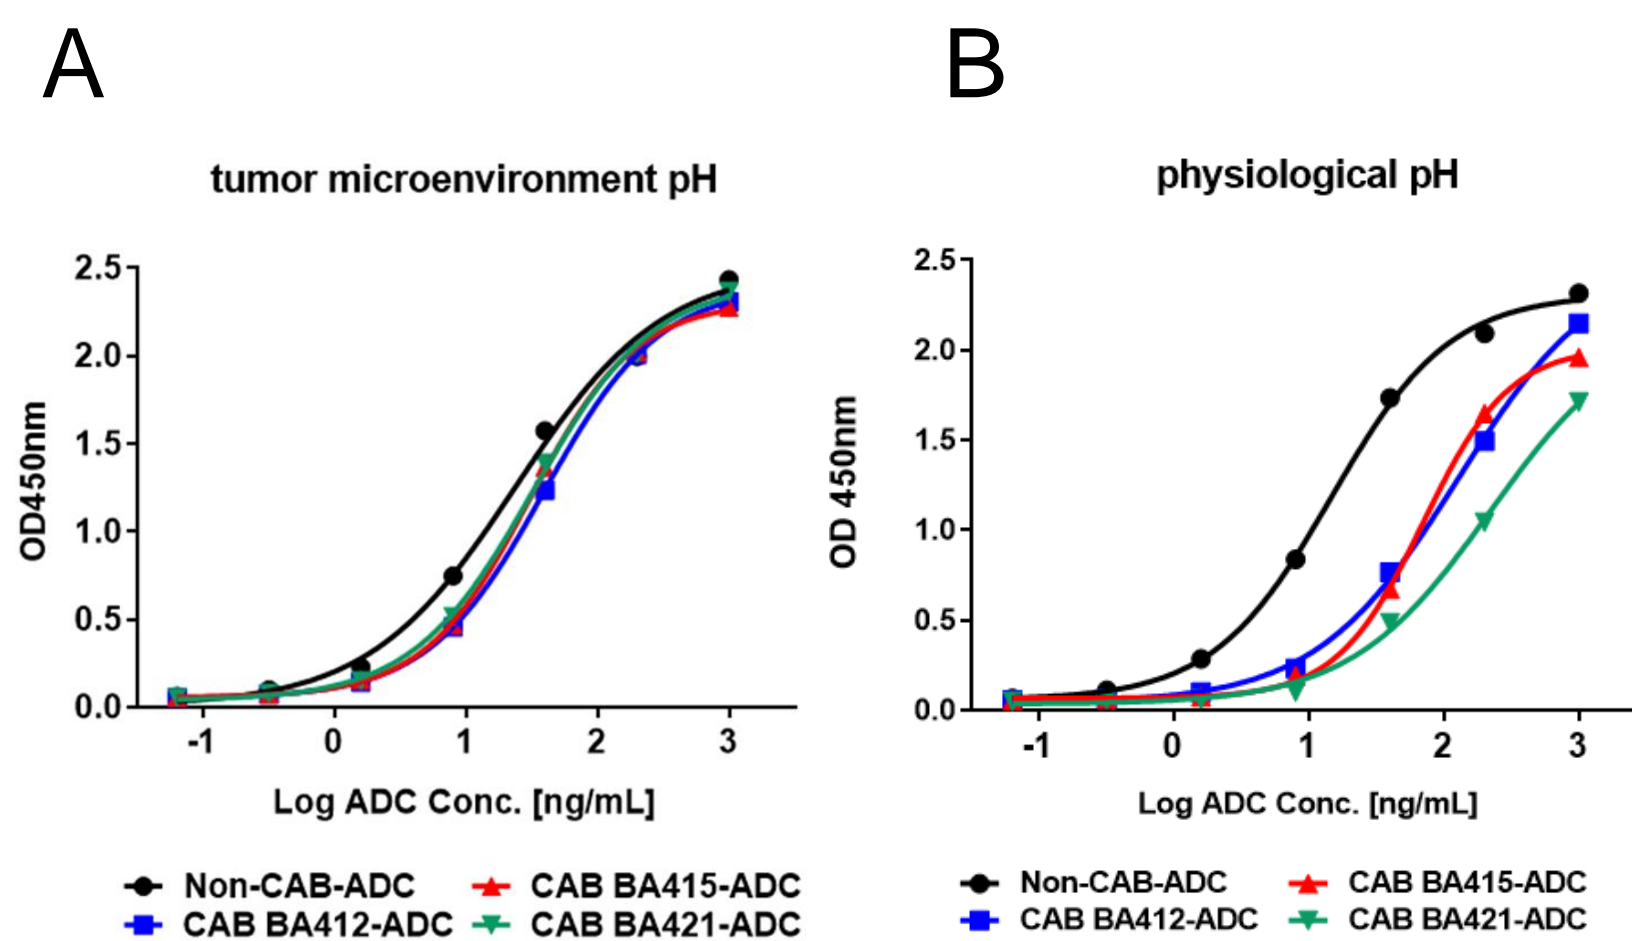 A
tumor microenvironment pH
2.5
2.0
1.5
1.0
0.5
0.0
OD450nm
-1 0 1 2 3
Log ADC Conc. [ng/mL]
Non-CAB-ADC CAB BA415-ADC
CAB BA412-ADC CAB BA421-ADC
B
physiological pH
2.5
2.0
1.5
1.0
0.5
0.0
OD 450nm
-1 0 1 2 3
Log ADC Conc. [ng/mL]
Non-CAB-ADC CAB BA415-ADC
CAB BA412-ADC CAB BA421-ADC